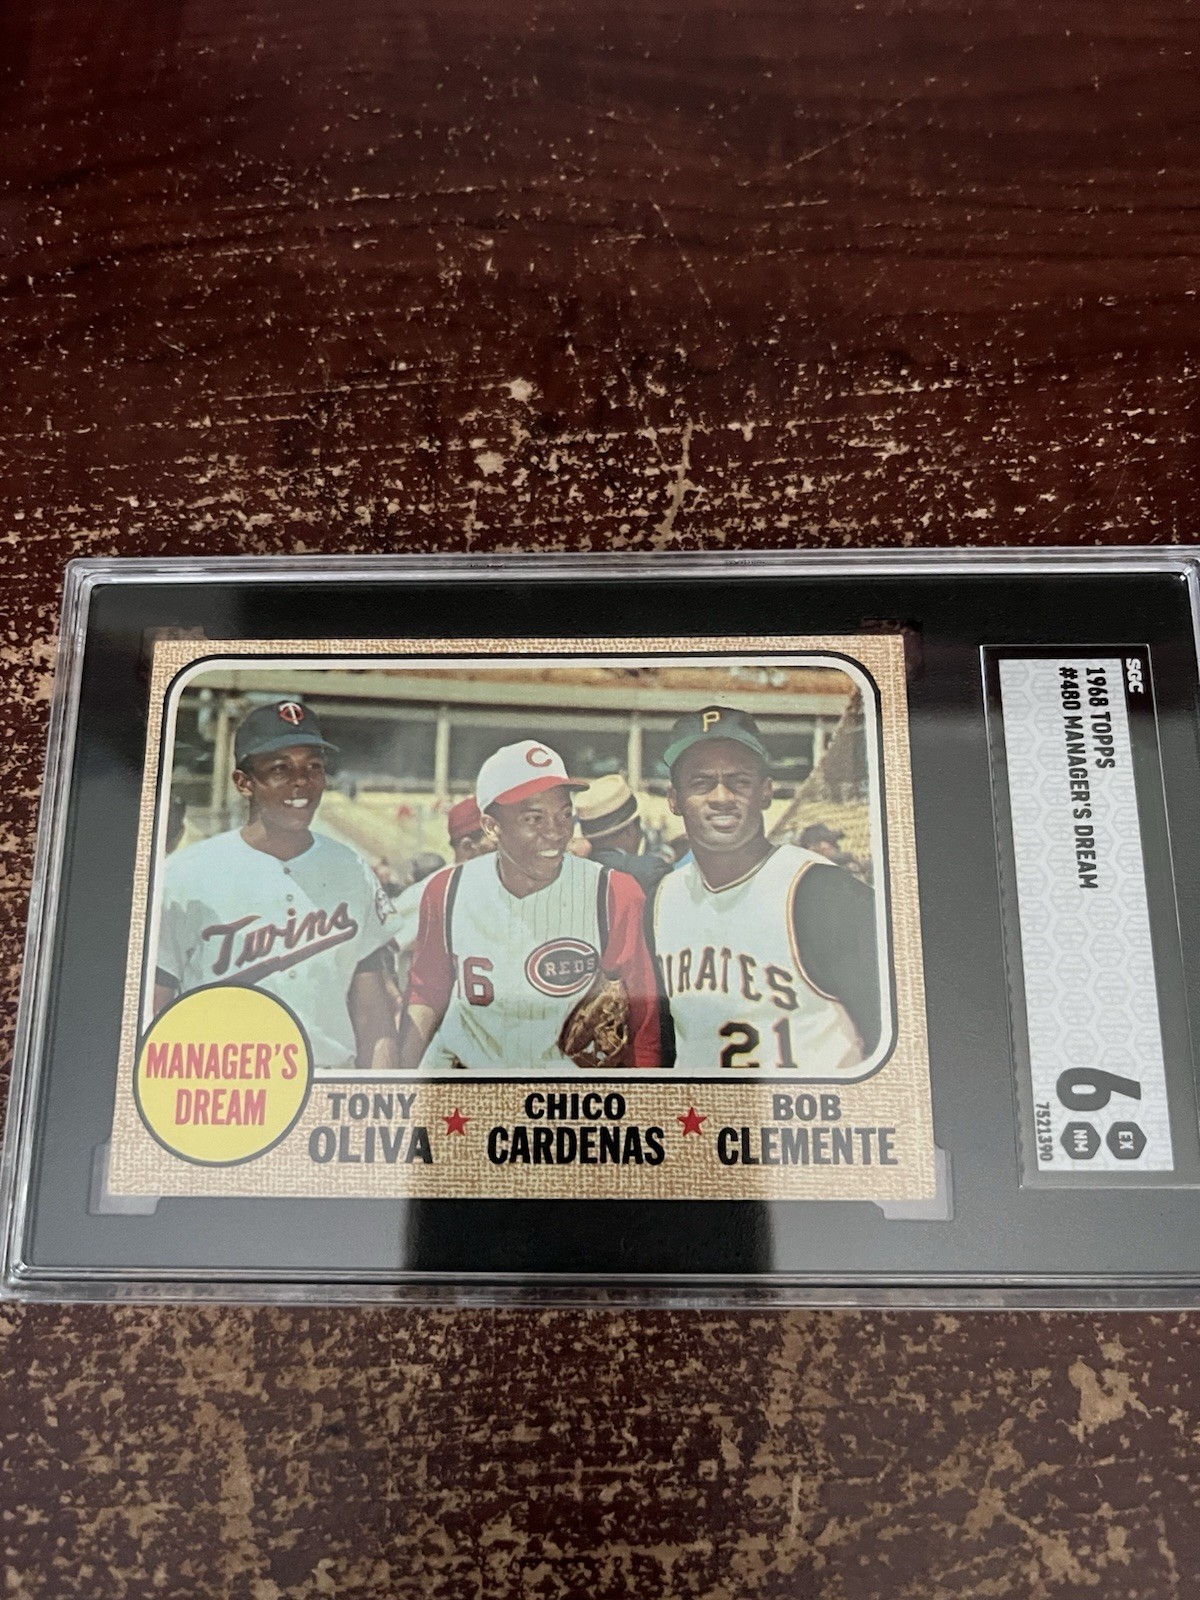 MANAGER'S
DREAM
TONY
OLIVA
★
CHICO
CARDENAS
★
BOB
CLEMENTE
Twins
16
C
REDS
P
IRATES
21
SGC
1968 TOPPS
#480 MANAGER'S DREAM
6
EX
NM
7521390